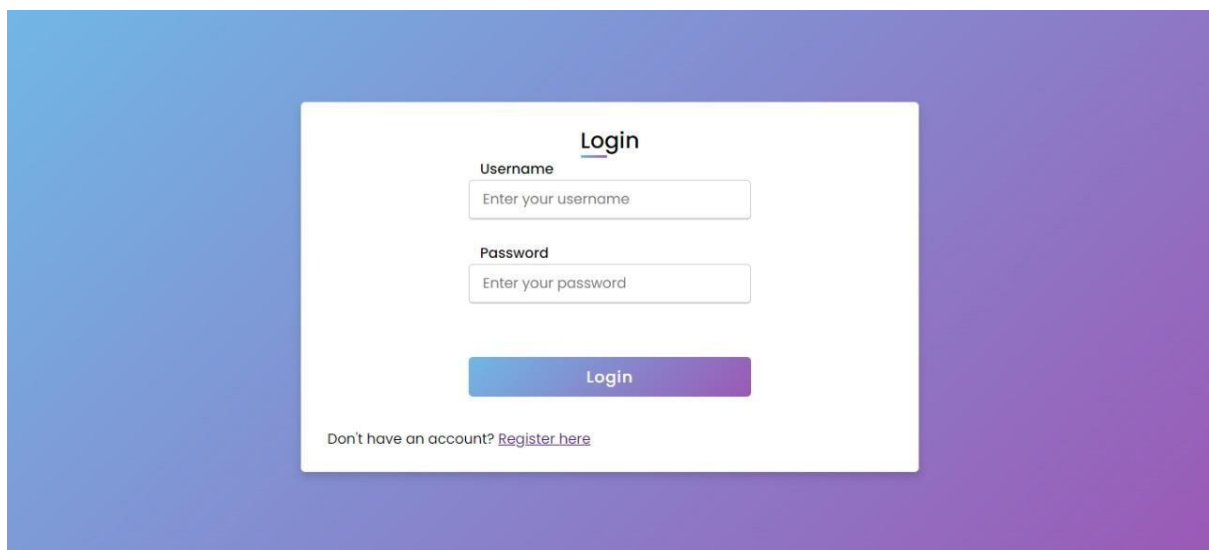 Login
Username
Enter your username
Password
Enter your password
Login
Don't have an account? Register here